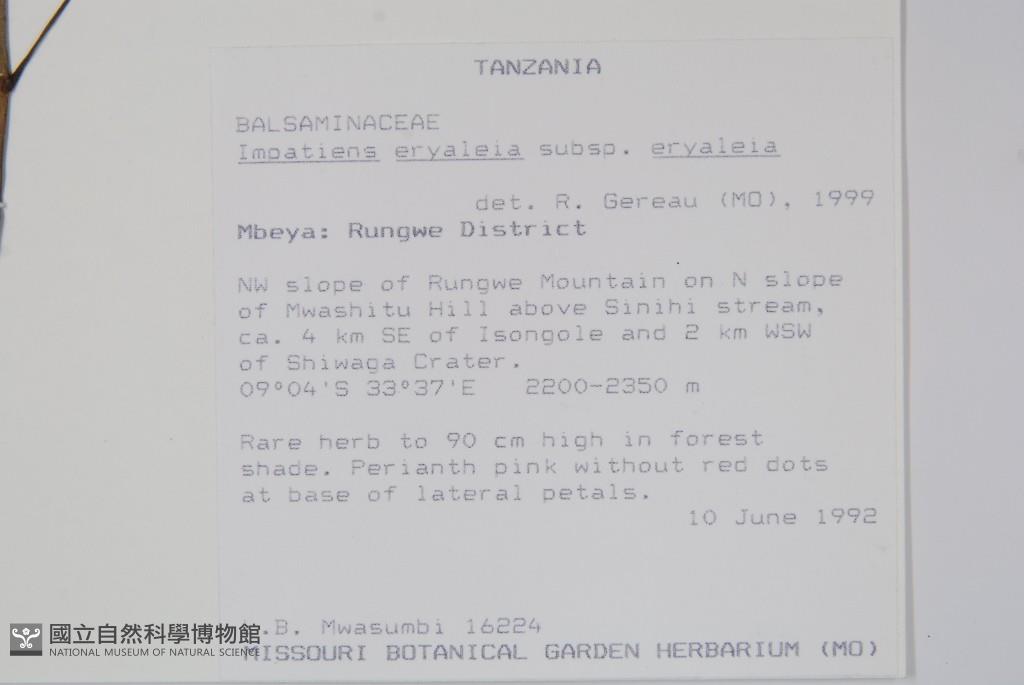 TANZANIA
BALSAMINACEAE
Impatiens eryaleia subsp. eryaleia
det. R. Gereau (MO), 1999
Mbeya: Rungwe District
NW slope of Rungwe Mountain on N slope
of Mwashitu Hill above Sinihi stream,
ca. 4 km SE of Isongole and 2 km WSW
of Shiwaga Crater.
09°04'S 33°37'E 2200-2350 m
Rare herb to 90 cm high in forest
shade. Perianth pink without red dots
at base of lateral petals.
10 June 1992
.B. Mwasumbi 16224
MISSOURI BOTANICAL GARDEN HERBARIUM (MO)
國立自然科學博物館
NATIONAL MUSEUM OF NATURAL SCIENCE